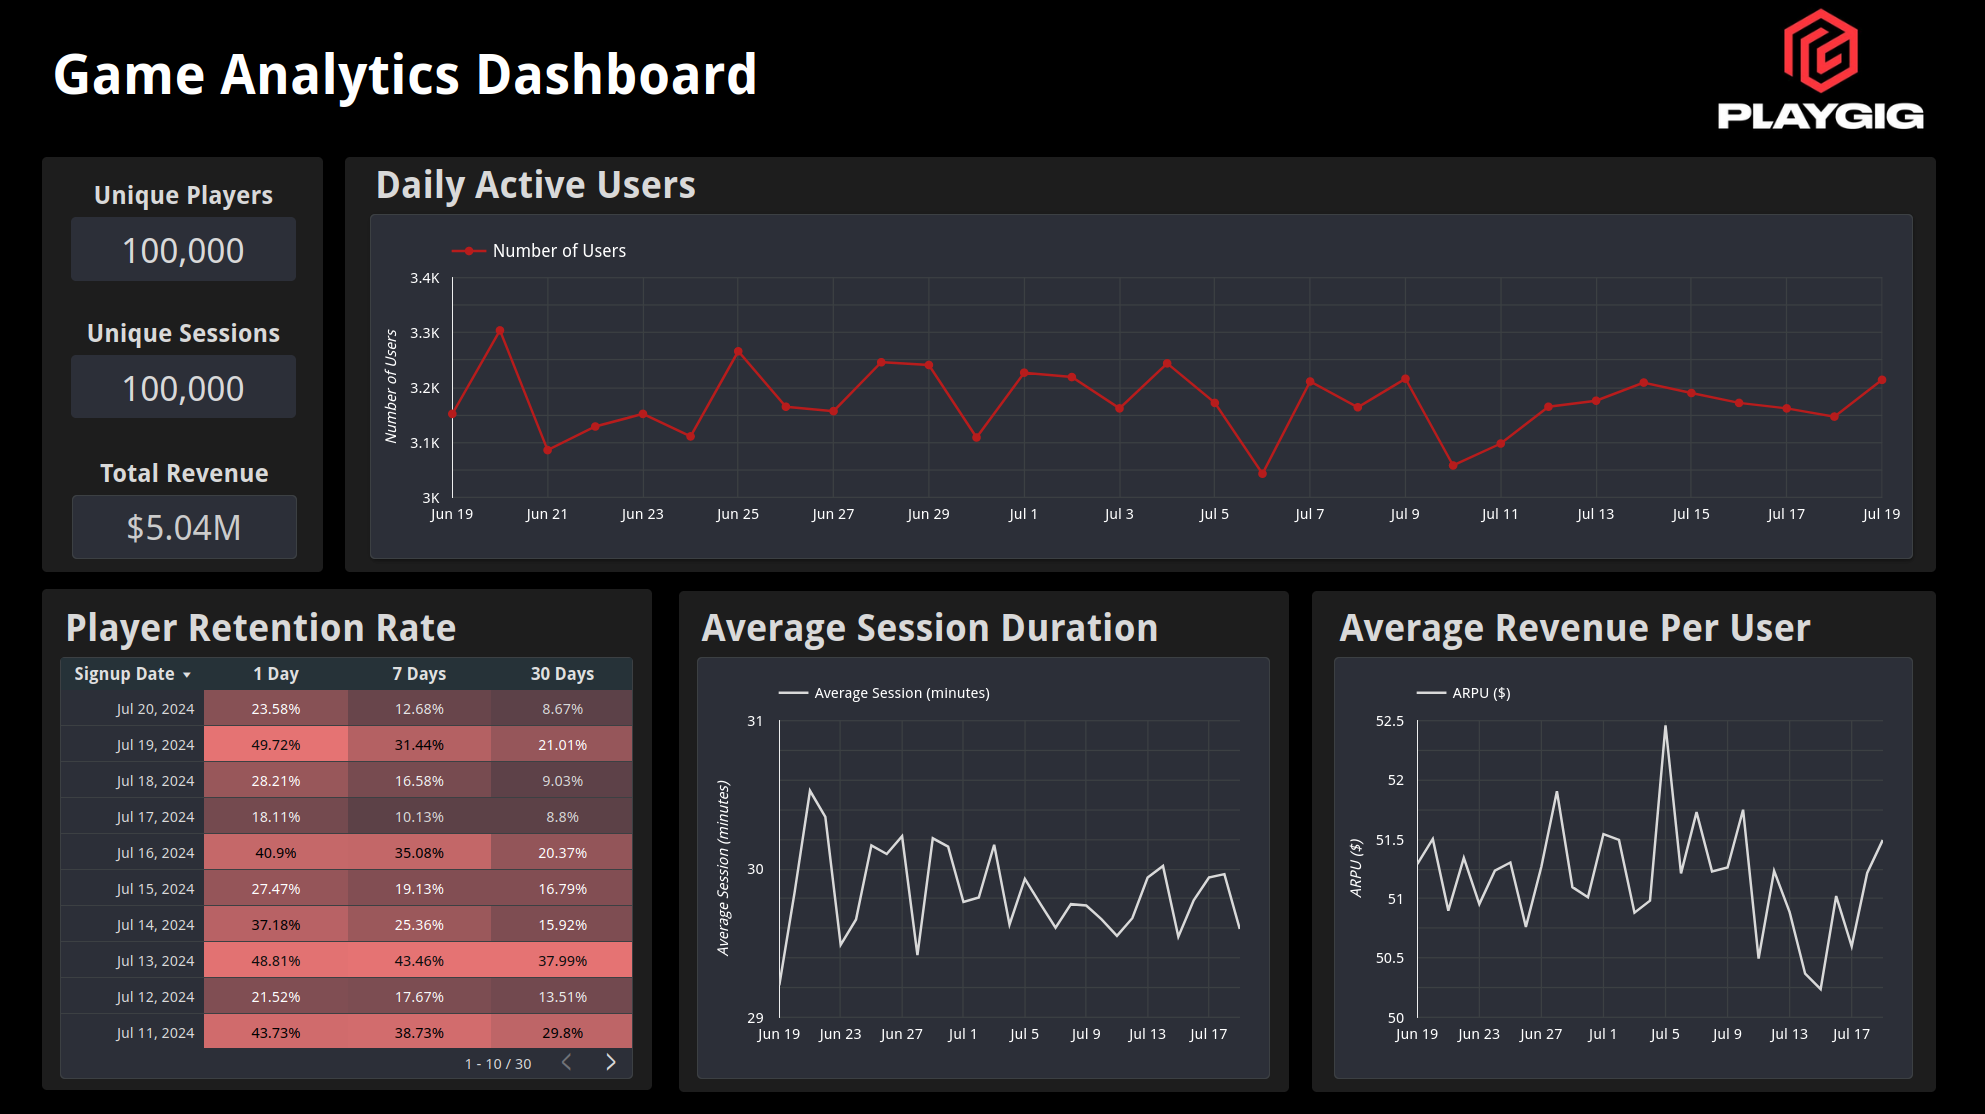 Game Analytics Dashboard
PLAYGIG
Unique Players
100,000
Unique Sessions
100,000
Total Revenue
$5.04M
Daily Active Users
Number of Users
Number of Users
3.4K
3.3K
3.2K
3.1K
3K
Jun 19 Jun 21 Jun 23 Jun 25 Jun 27 Jun 29 Jul 1 Jul 3 Jul 5 Jul 7 Jul 9 Jul 11 Jul 13 Jul 15 Jul 17 Jul 19
Player Retention Rate
Signup Date 1 Day 7 Days 30 Days
Jul 20, 2024 23.58% 12.68% 8.67%
Jul 19, 2024 49.72% 31.44% 21.01%
Jul 18, 2024 28.21% 16.58% 9.03%
Jul 17, 2024 18.11% 10.13% 8.8%
Jul 16, 2024 40.9% 35.08% 20.37%
Jul 15, 2024 27.47% 19.13% 16.79%
Jul 14, 2024 37.18% 25.36% 15.92%
Jul 13, 2024 48.81% 43.46% 37.99%
Jul 12, 2024 21.52% 17.67% 13.51%
Jul 11, 2024 43.73% 38.73% 29.8%
1 - 10 / 30
Average Session Duration
Average Session (minutes)
Average Session (minutes)
31
30
29
Jun 19 Jun 23 Jun 27 Jul 1 Jul 5 Jul 9 Jul 13 Jul 17
Average Revenue Per User
ARPU ($)
ARPU ($)
52.5
52
51.5
51
50.5
50
Jun 19 Jun 23 Jun 27 Jul 1 Jul 5 Jul 9 Jul 13 Jul 17